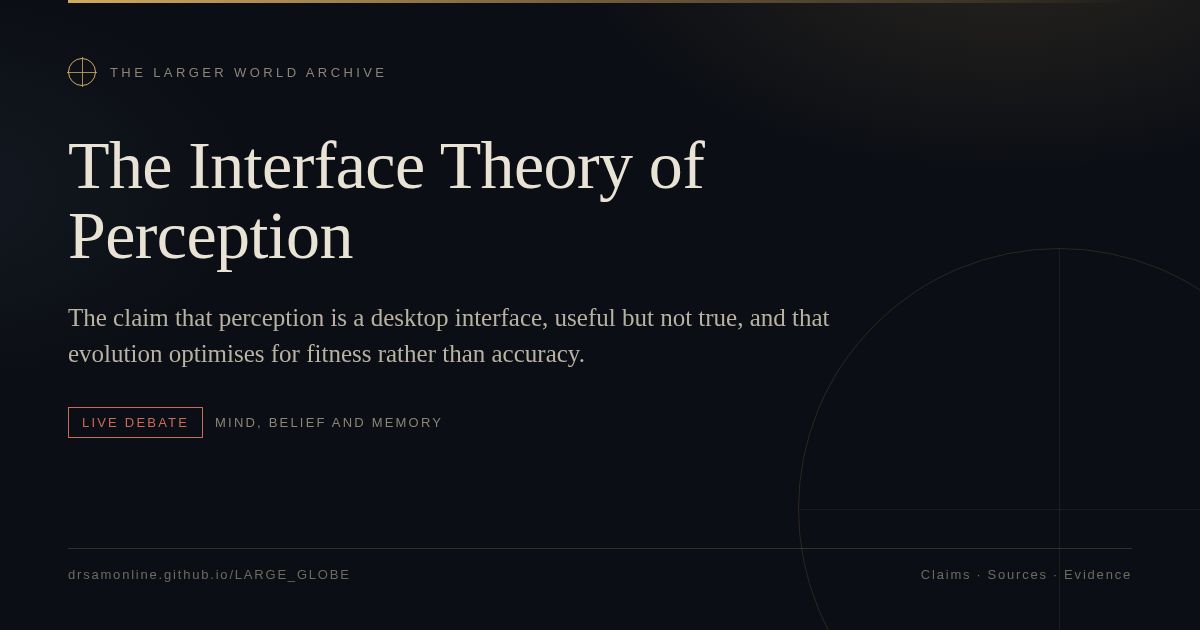 THE LARGER WORLD ARCHIVE
The Interface Theory of
Perception
The claim that perception is a desktop interface, useful but not true, and that
evolution optimises for fitness rather than accuracy.
LIVE DEBATE MIND, BELIEF AND MEMORY
drsamonline.github.io/LARGE_GLOBE Claims · Sources · Evidence